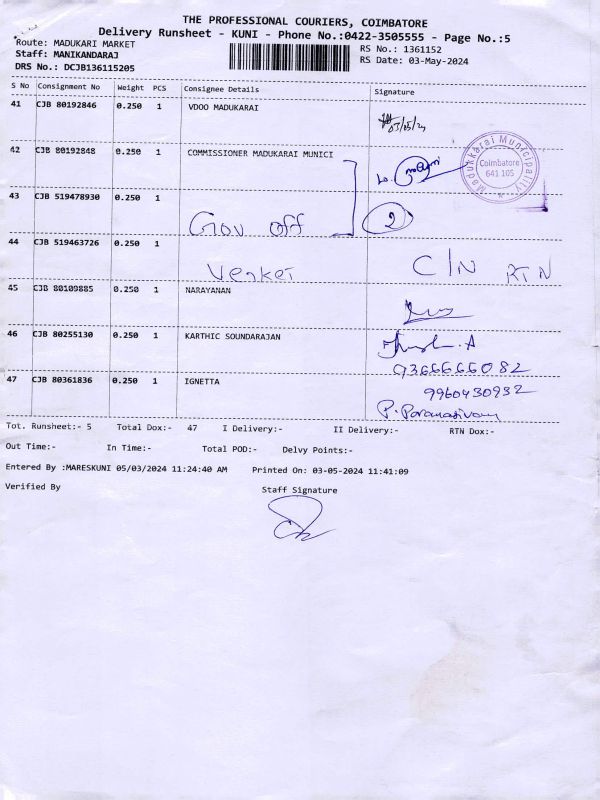 THE PROFESSIONAL COURIERS, COIMBATORE
Delivery Runsheet - KUNI - Phone No.:0422-3505555 - Page No.:5
Route: MADUKARI MARKET
RS No.: 1361152
Staff: MANIKANDARAJ
RS Date: 03-May-2024
DRS No.: DCJB136115205
S No Consignment No Weight PCS Consignee Details Signature
41 CJB 80192846 0.250 1 VDOO MADUKARAI
03/05/24
42 CJB 80192848 0.250 1 COMMISSIONER MADUKARAI MUNICI
Madukkarai Municipality
Coimbatore
641 105
43 CJB 519478930 0.250 1
Gov off 2
44 CJB 519463726 0.250 1
Venket C/N RTN
45 CJB 80109885 0.250 1 NARAYANAN
46 CJB 80255130 0.250 1 KARTHIC SOUNDARAJAN
9366666082
47 CJB 80361836 0.250 1 IGNETTA
9960430932
P. Paramasivam
Tot. Runsheet:- 5 Total Dox:- 47 I Delivery:- II Delivery:- RTN Dox:-
Out Time:- In Time:- Total POD:- Delvy Points:-
Entered By :MARESKUNI 05/03/2024 11:24:40 AM Printed On: 03-05-2024 11:41:09
Verified By Staff Signature